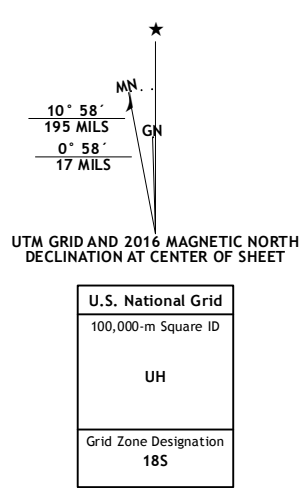 ★
MN
10° 58´
195 MILS
GN
0° 58´
17 MILS
UTM GRID AND 2016 MAGNETIC NORTH
DECLINATION AT CENTER OF SHEET
U.S. National Grid
100,000-m Square ID
UH
Grid Zone Designation
18S